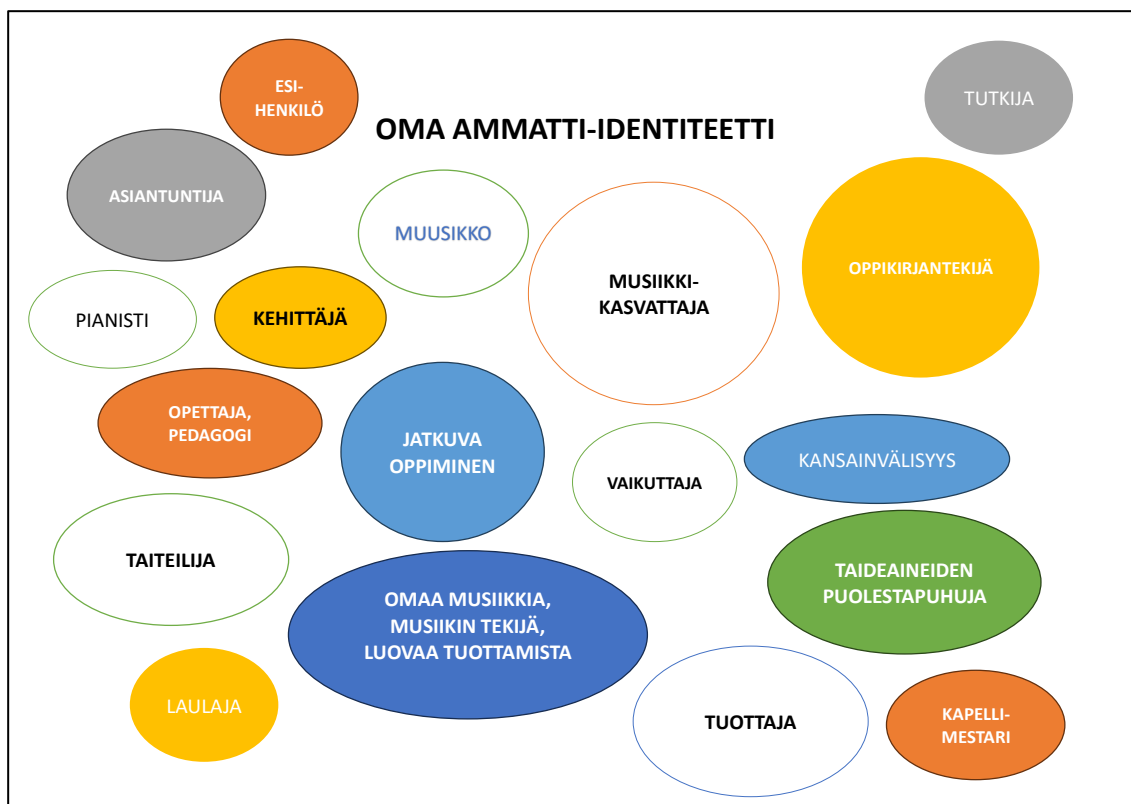 ESI-
HENKILÖ
TUTKIJA
OMA AMMATTI-IDENTITEETTI
ASIANTUNTIJA
MUUSIKKO
MUSIIKKI-
KASVATTAJA
OPPIKIRJANTEKIJÄ
PIANISTI
KEHITTÄJÄ
OPETTAJA,
PEDAGOGI
JATKUVA
OPPIMINEN
VAIKUTTAJA
KANSAINVÄLISYYS
TAITEILIJA
TAIDEAINEIDEN
PUOLESTAPUHUJA
OMAA MUSIIKKIA,
MUSIIKIN TEKIJÄ,
LUOVAA TUOTTAMISTA
LAULAJA
TUOTTAJA
KAPELLI-
MESTARI